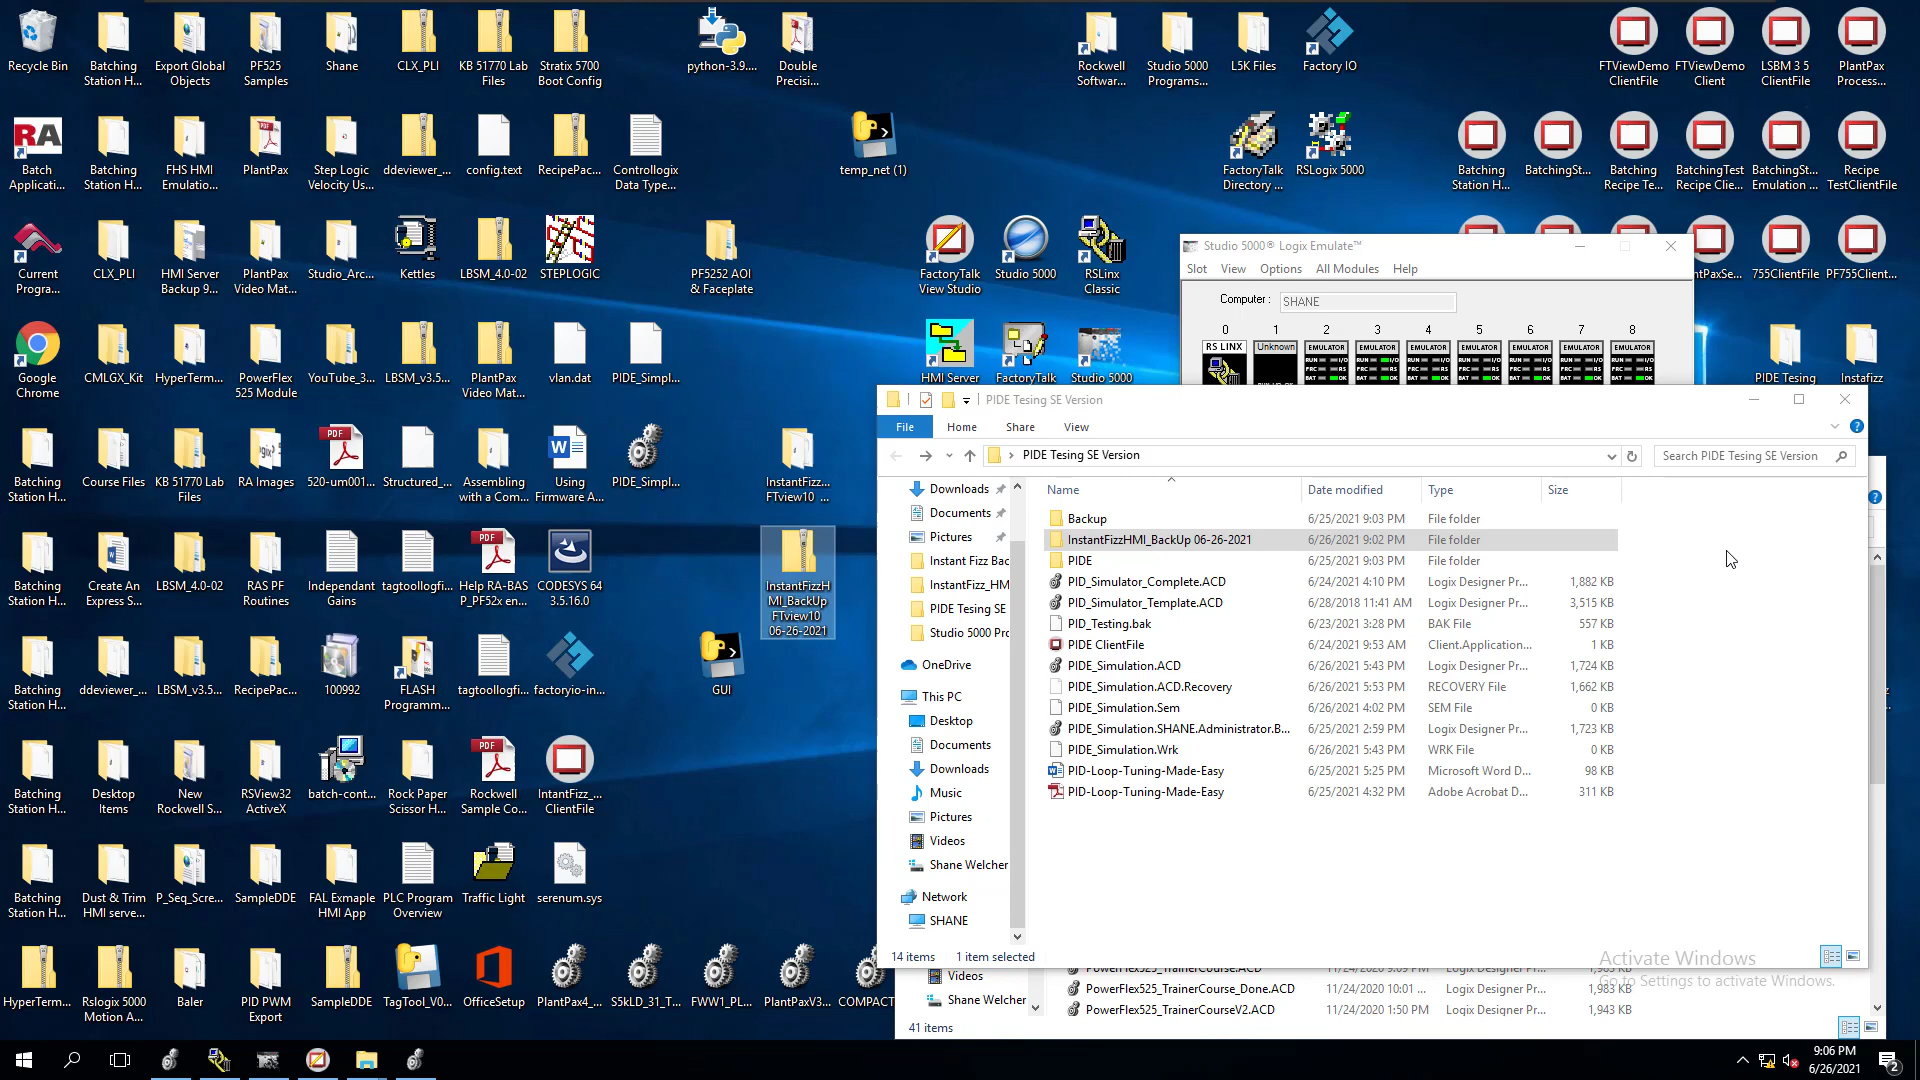 Recycle Bin
Batching
Station H...
Export Global
Objects
PF525
Samples
Shane
CLX_PLI
KB 51770 Lab
Files
Stratix 5700
Boot Config
python-3.9....
Double
Precisi...
Rockwell
Softwar...
Studio 5000
Programs...
L5K Files
Factory IO
FTViewDemo
ClientFile
FTViewDemo
Client
LSBM 3 5
ClientFile
PlantPax
Process...
Batch
Applicati...
Batching
Station H...
FHS HMI
Emulatio...
PlantPax
Step Logic
Velocity Us...
ddeviewer_...
config.text
RecipePac...
Controllogix
Data Type...
temp_net (1)
FactoryTalk
Directory ...
RSLogix 5000
Batching
Station H...
BatchingSt...
Batching
Recipe Te...
BatchingTest
Recipe Clie...
BatchingSt...
Emulation ...
Recipe
TestClientFile
Current
Progra...
CLX_PLI
HMI Server
Backup 9...
PlantPax
Video Mat...
Studio_Arc...
Kettles
LBSM_4.0-02
STEPLOGIC
PF5252 AOI
& Faceplate
FactoryTalk
View Studio
Studio 5000
RSLinx
Classic
ntPaxSe...
755ClientFile
PF755Client...
Studio 5000® Logix Emulate™
Slot View Options All Modules Help
Computer : SHANE
0 1 2 3 4 5 6 7 8
RS LINX Unknown EMULATOR EMULATOR EMULATOR EMULATOR EMULATOR EMULATOR EMULATOR
Google
Chrome
CMLGX_Kit
HyperTerm...
PowerFlex
525 Module
YouTube_3...
LBSM_v3.5...
PlantPax
Video Mat...
vlan.dat
PIDE_Simpl...
HMI Server
FactoryTalk
Studio 5000
PIDE Tesing
Instafizz
Batching
Station H...
Course Files
KB 51770 Lab
Files
RA Images
520-um001...
Structured_...
Assembling
with a Com...
Using
Firmware A...
PIDE_Simpl...
InstantFizz...
FTview10_...
Batching
Station H...
Create An
Express S...
LBSM_4.0-02
RAS PF
Routines
Independant
Gains
tagtoollogfi...
Help RA-BAS
P_PF52x en...
CODESYS 64
3.5.16.0
InstantFizzH
MI_BackUp
FTview10
06-26-2021
Batching
Station H...
ddeviewer_...
LBSM_v3.5...
RecipePac...
100992
FLASH
Programm...
tagtoollogfi...
factoryio-in...
GUI
Batching
Station H...
Desktop
Items
New
Rockwell S...
RSView32
ActiveX
batch-cont...
Rock Paper
Scissor H...
Rockwell
Sample Co...
IntantFizz_...
ClientFile
Batching
Station H...
Dust & Trim
HMI serve...
P_Seq_Scre...
SampleDDE
FAL Exmaple
HMI App
PLC Program
Overview
Traffic Light
serenum.sys
HyperTerm...
Rslogix 5000
Motion A...
Baler
PID PWM
Export
SampleDDE
TagTool_V0...
OfficeSetup
PlantPax4_...
S5kLD_31_T...
FWW1_PL...
PlantPaxV3...
COMPACT
PIDE Tesing SE Version
File Home Share View
PIDE Tesing SE Version
Search PIDE Tesing SE Version
Downloads
Documents
Pictures
Instant Fizz Bac
InstantFizz_HM
PIDE Tesing SE
Studio 5000 Pro
OneDrive
This PC
Desktop
Documents
Downloads
Music
Pictures
Videos
Shane Welcher
Network
SHANE
Name Date modified Type Size
Backup 6/25/2021 9:03 PM File folder
InstantFizzHMI_BackUp 06-26-2021 6/26/2021 9:02 PM File folder
PIDE 6/25/2021 9:03 PM File folder
PID_Simulator_Complete.ACD 6/24/2021 4:10 PM Logix Designer Pr... 1,882 KB
PID_Simulator_Template.ACD 6/28/2018 11:41 AM Logix Designer Pr... 3,515 KB
PID_Testing.bak 6/23/2021 3:28 PM BAK File 557 KB
PIDE ClientFile 6/24/2021 9:53 AM Client.Application... 1 KB
PIDE_Simulation.ACD 6/26/2021 5:43 PM Logix Designer Pr... 1,724 KB
PIDE_Simulation.ACD.Recovery 6/26/2021 5:53 PM RECOVERY File 1,662 KB
PIDE_Simulation.Sem 6/26/2021 4:02 PM SEM File 0 KB
PIDE_Simulation.SHANE.Administrator.B... 6/25/2021 2:59 PM Logix Designer Pr... 1,723 KB
PIDE_Simulation.Wrk 6/26/2021 5:43 PM WRK File 0 KB
PID-Loop-Tuning-Made-Easy 6/25/2021 5:25 PM Microsoft Word D... 98 KB
PID-Loop-Tuning-Made-Easy 6/25/2021 4:32 PM Adobe Acrobat D... 311 KB
14 items 1 item selected
Activate Windows
Go to Settings to activate Windows.
Videos
Shane Welcher
PowerFlex525_TrainerCourse.ACD 11/24/2020 9:09 PM Logix Designer Pr...
PowerFlex525_TrainerCourse_Done.ACD 11/24/2020 10:01 ... Logix Designer Pr... 1,983 KB
PowerFlex525_TrainerCourseV2.ACD 11/24/2020 1:50 PM Logix Designer Pr... 1,943 KB
41 items
9:06 PM
6/26/2021
2